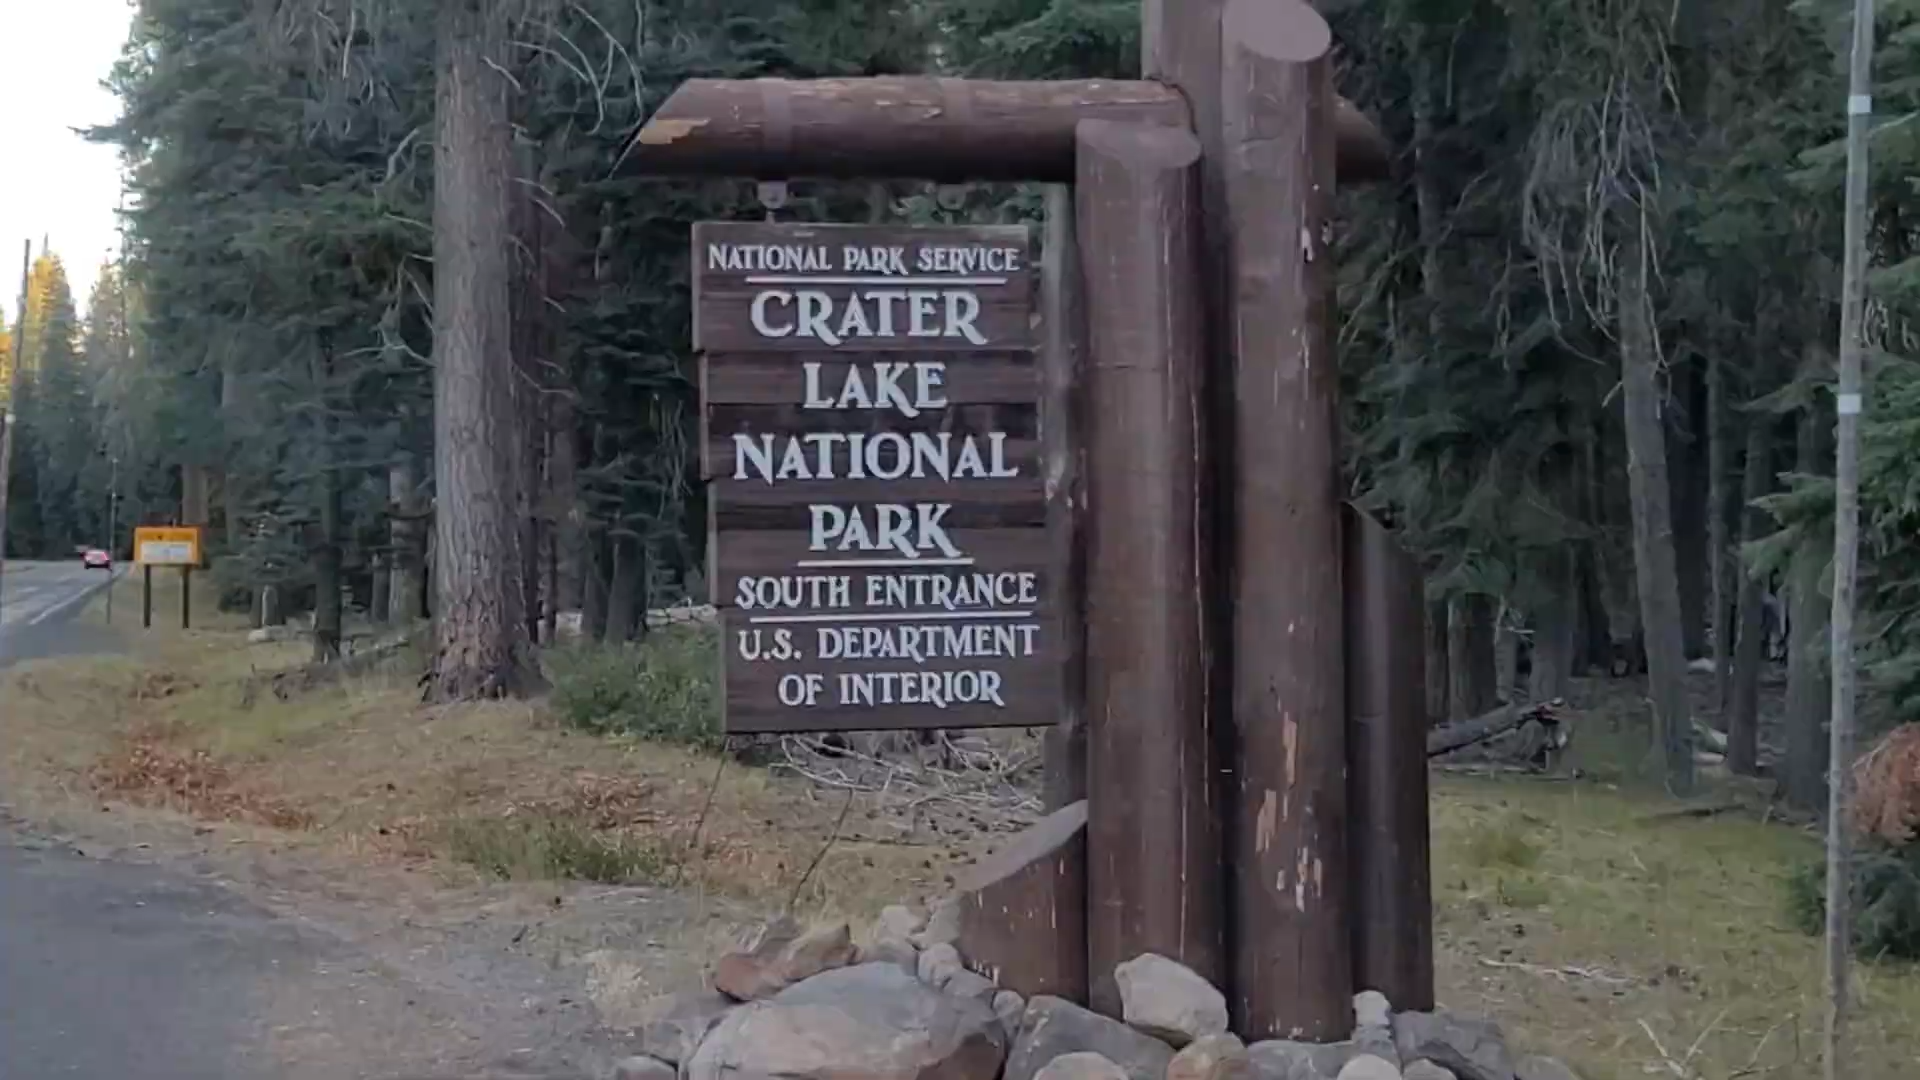 NATIONAL PARK SERVICE
CRATER
LAKE
NATIONAL
PARK
SOUTH ENTRANCE
U.S. DEPARTMENT
OF INTERIOR